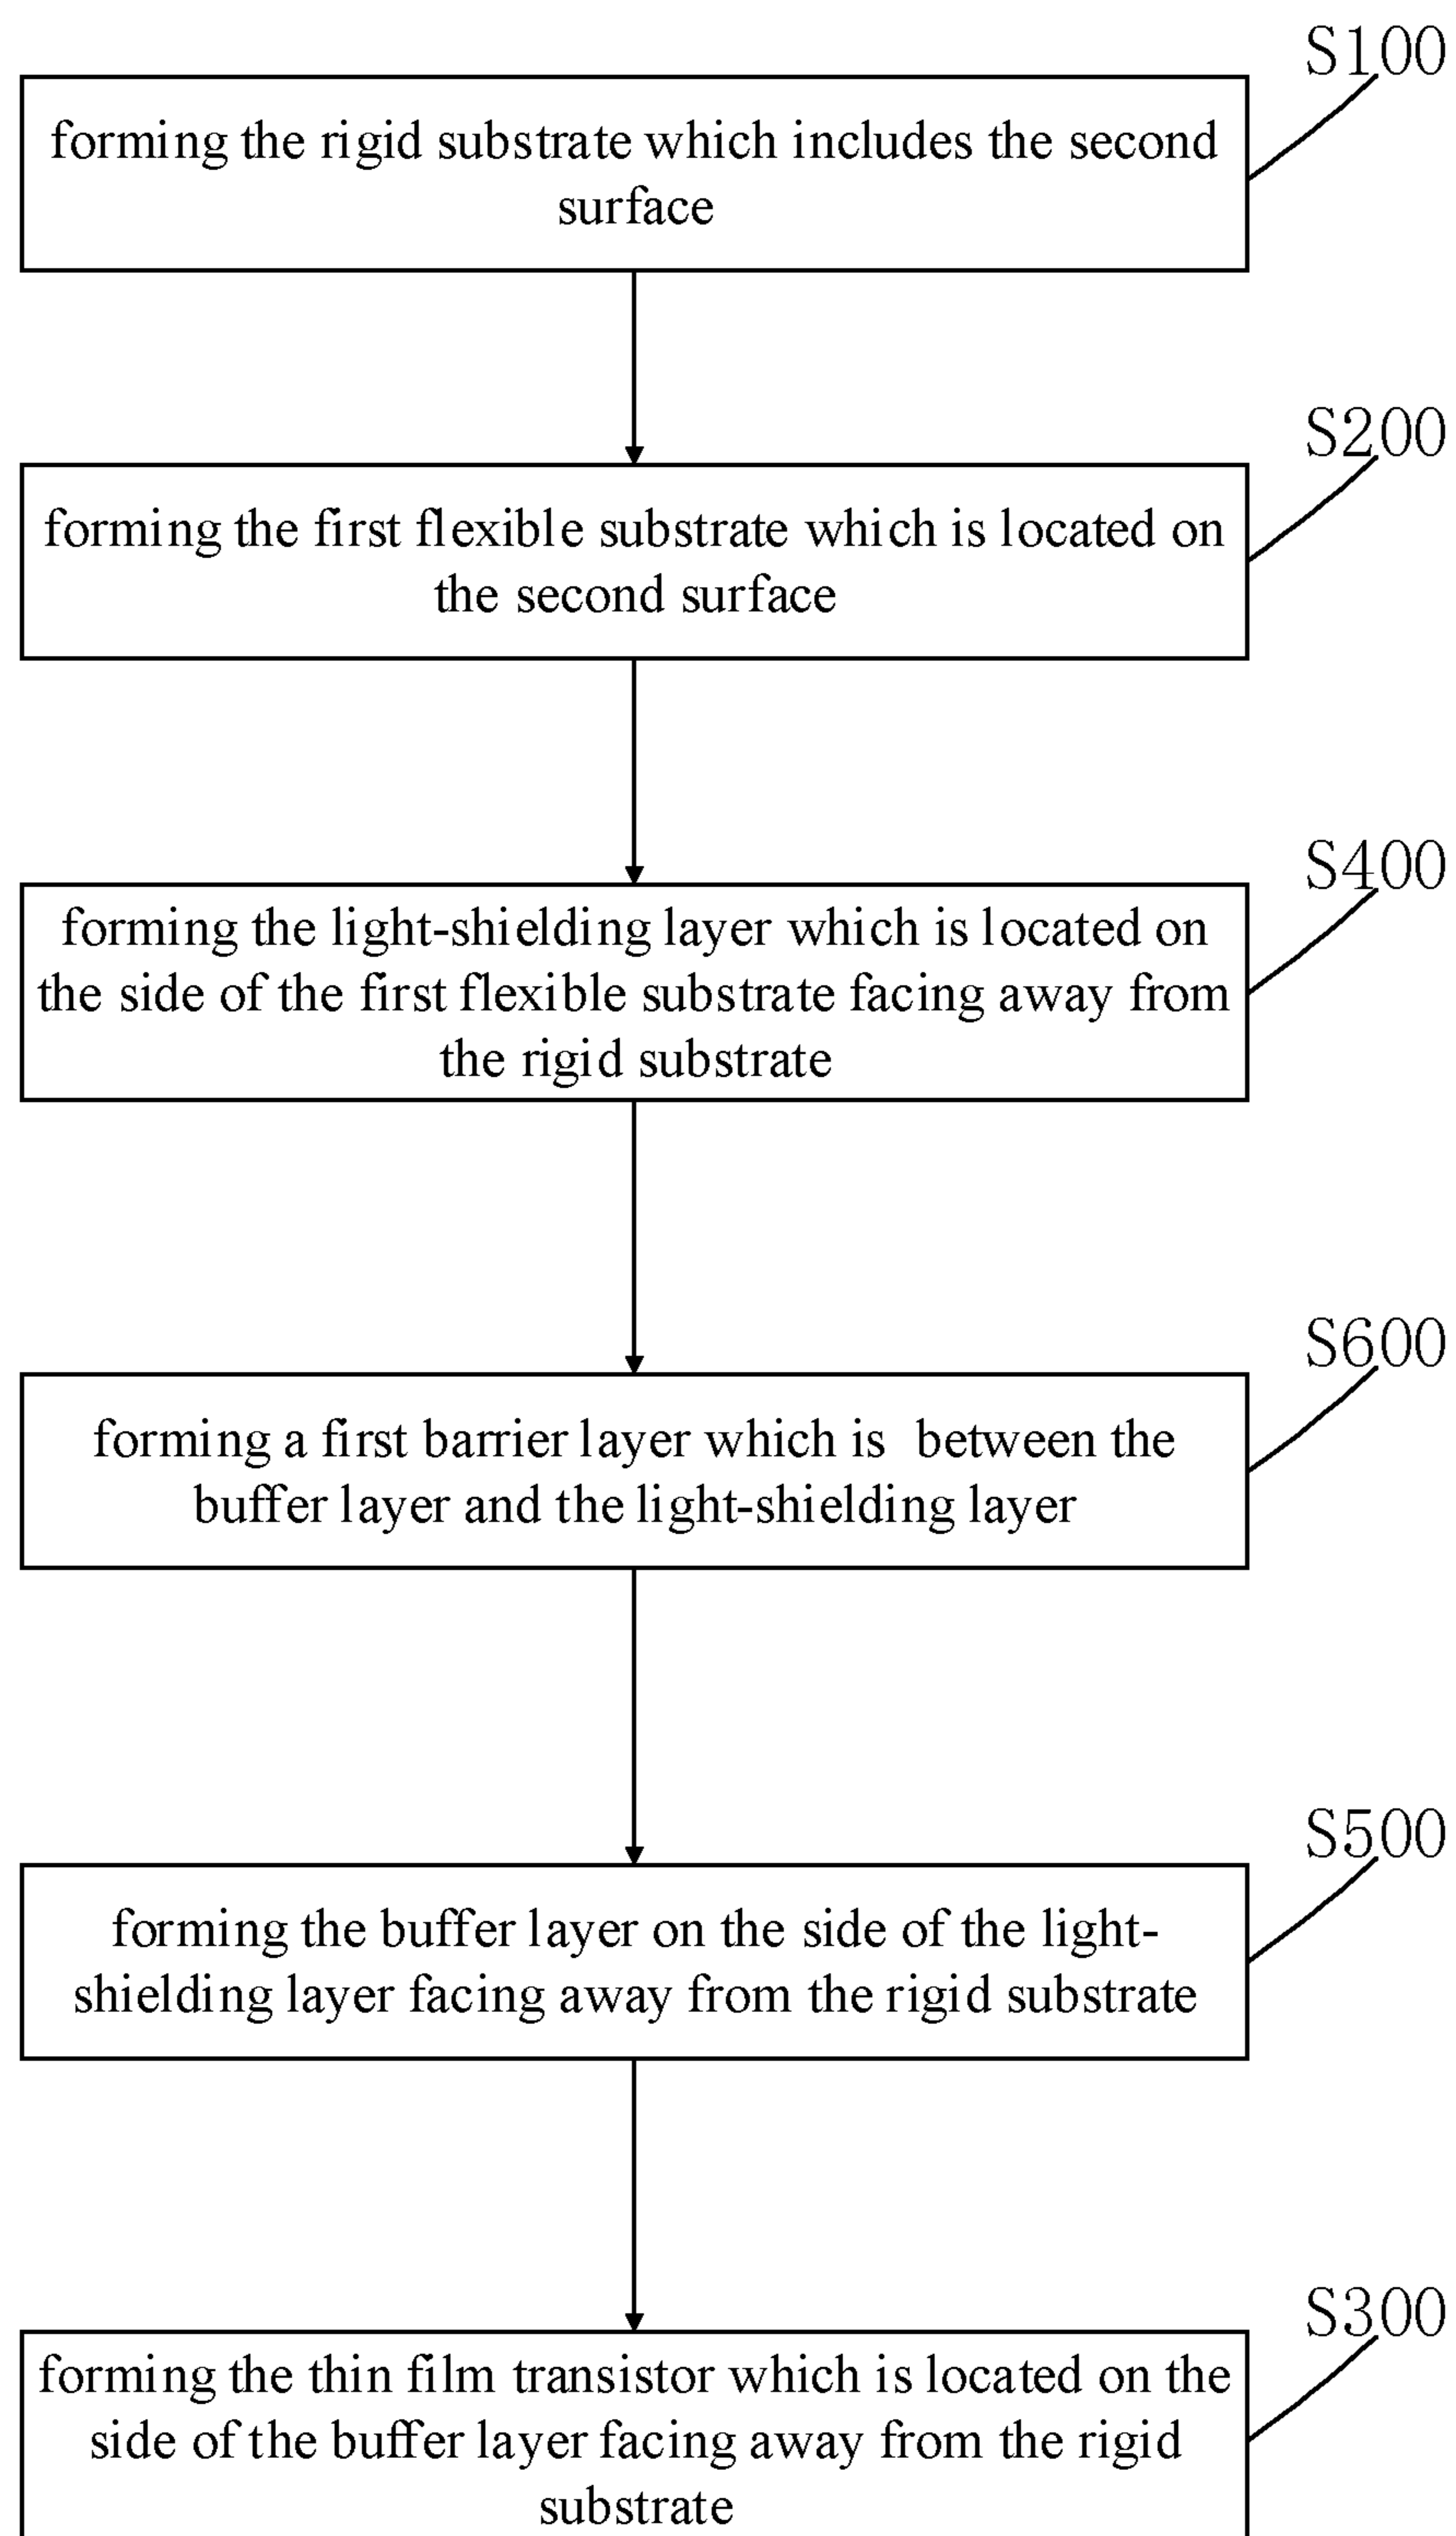 S100
forming the rigid substrate which includes the second
surface
S200
forming the first flexible substrate which is located on
the second surface
S400
forming the light-shielding layer which is located on
the side of the first flexible substrate facing away from
the rigid substrate
S600
forming a first barrier layer which is between the
buffer layer and the light-shielding layer
S500
forming the buffer layer on the side of the light-
shielding layer facing away from the rigid substrate
S300
forming the thin film transistor which is located on the
side of the buffer layer facing away from the rigid
substrate